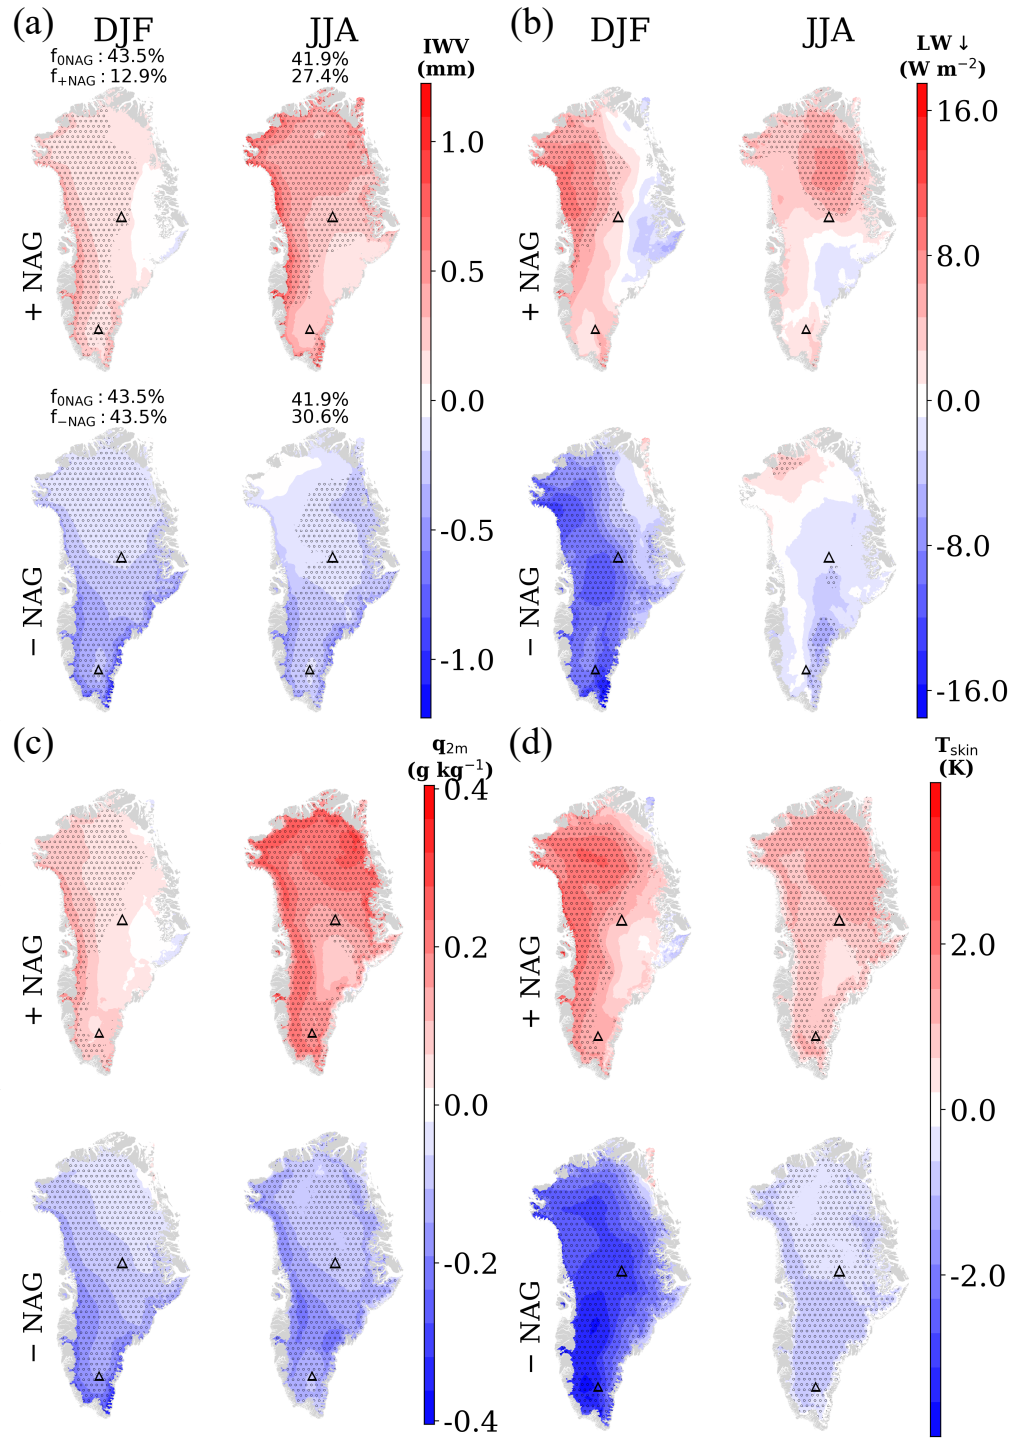 (a)
DJF
JJA
IWV
(mm)
f0NAG : 43.5%
f+NAG : 12.9%
41.9%
27.4%
+ NAG
1.0
0.5
0.0
-0.5
-1.0
f0NAG : 43.5%
f−NAG : 43.5%
41.9%
30.6%
− NAG
(b)
DJF
JJA
LW ↓
(W m−2)
+ NAG
− NAG
16.0
8.0
0.0
-8.0
-16.0
(c)
q2m
(g kg−1)
+ NAG
− NAG
0.4
0.2
0.0
-0.2
-0.4
(d)
Tskin
(K)
+ NAG
− NAG
2.0
0.0
-2.0